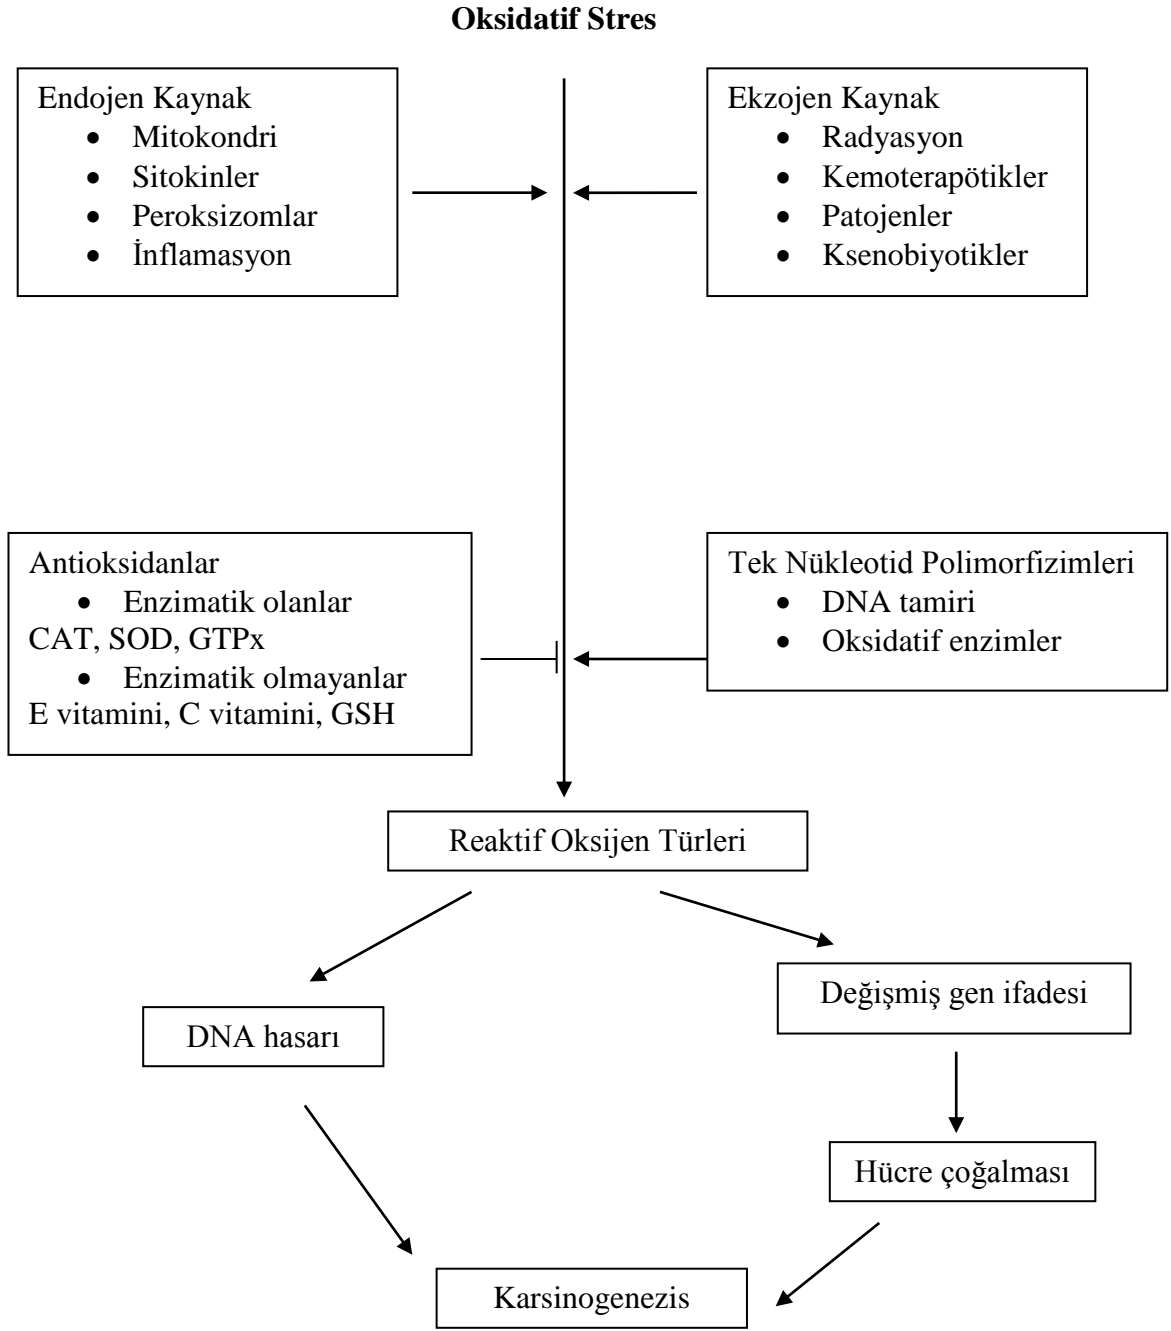 Oksidatif Stres
Endojen Kaynak
• Mitokondri
• Sitokinler
• Peroksizomlar
• İnflamasyon
Ekzojen Kaynak
• Radyasyon
• Kemoterapötikler
• Patojenler
• Ksenobiyotikler
Antioksidanlar
• Enzimatik olanlar
CAT, SOD, GTPx
• Enzimatik olmayanlar
E vitamini, C vitamini, GSH
Tek Nükleotid Polimorfizimleri
• DNA tamiri
• Oksidatif enzimler
Reaktif Oksijen Türleri
DNA hasarı
Değişmiş gen ifadesi
Hücre çoğalması
Karsinogenezis